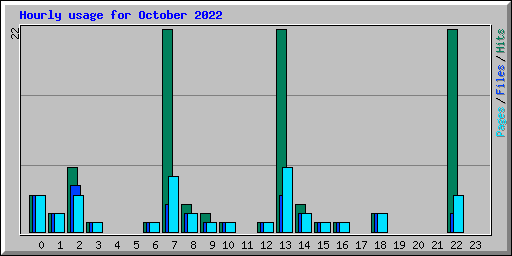 Hourly usage for October 2022
22
Pages/Files/Hits
0 1 2 3 4 5 6 7 8 9 10 11 12 13 14 15 16 17 18 19 20 21 22 23